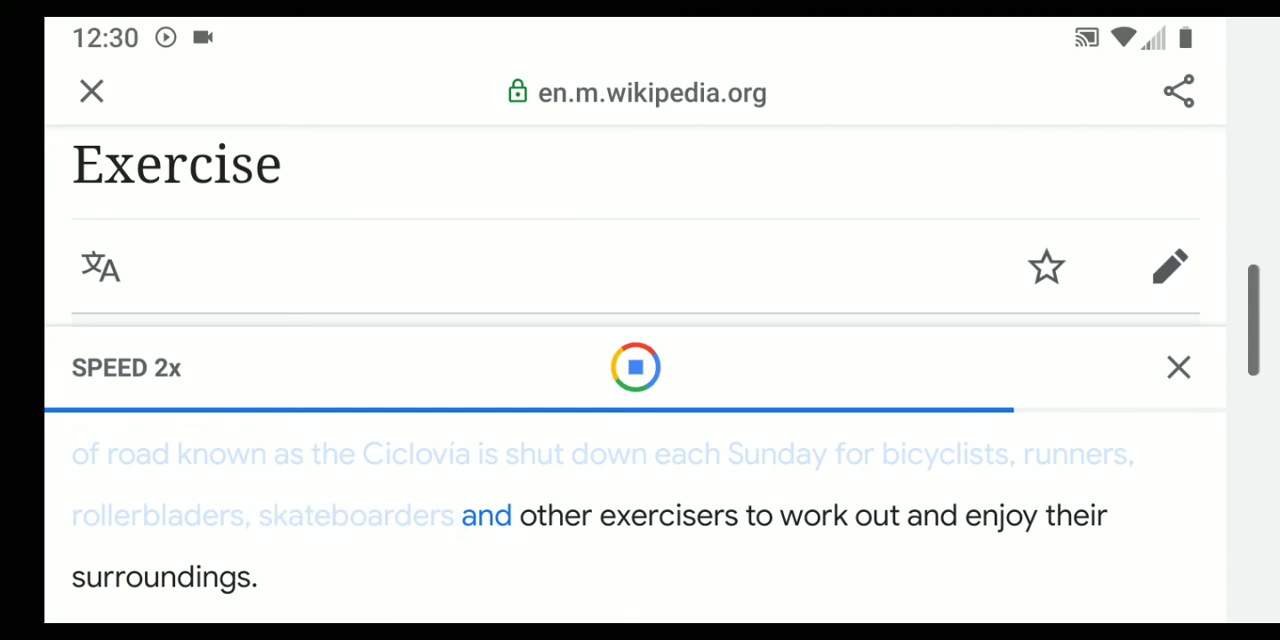 12:30
en.m.wikipedia.org
Exercise
SPEED 2x
of road known as the Ciclovía is shut down each Sunday for bicyclists, runners,
rollerbladers, skateboarders and other exercisers to work out and enjoy their
surroundings.